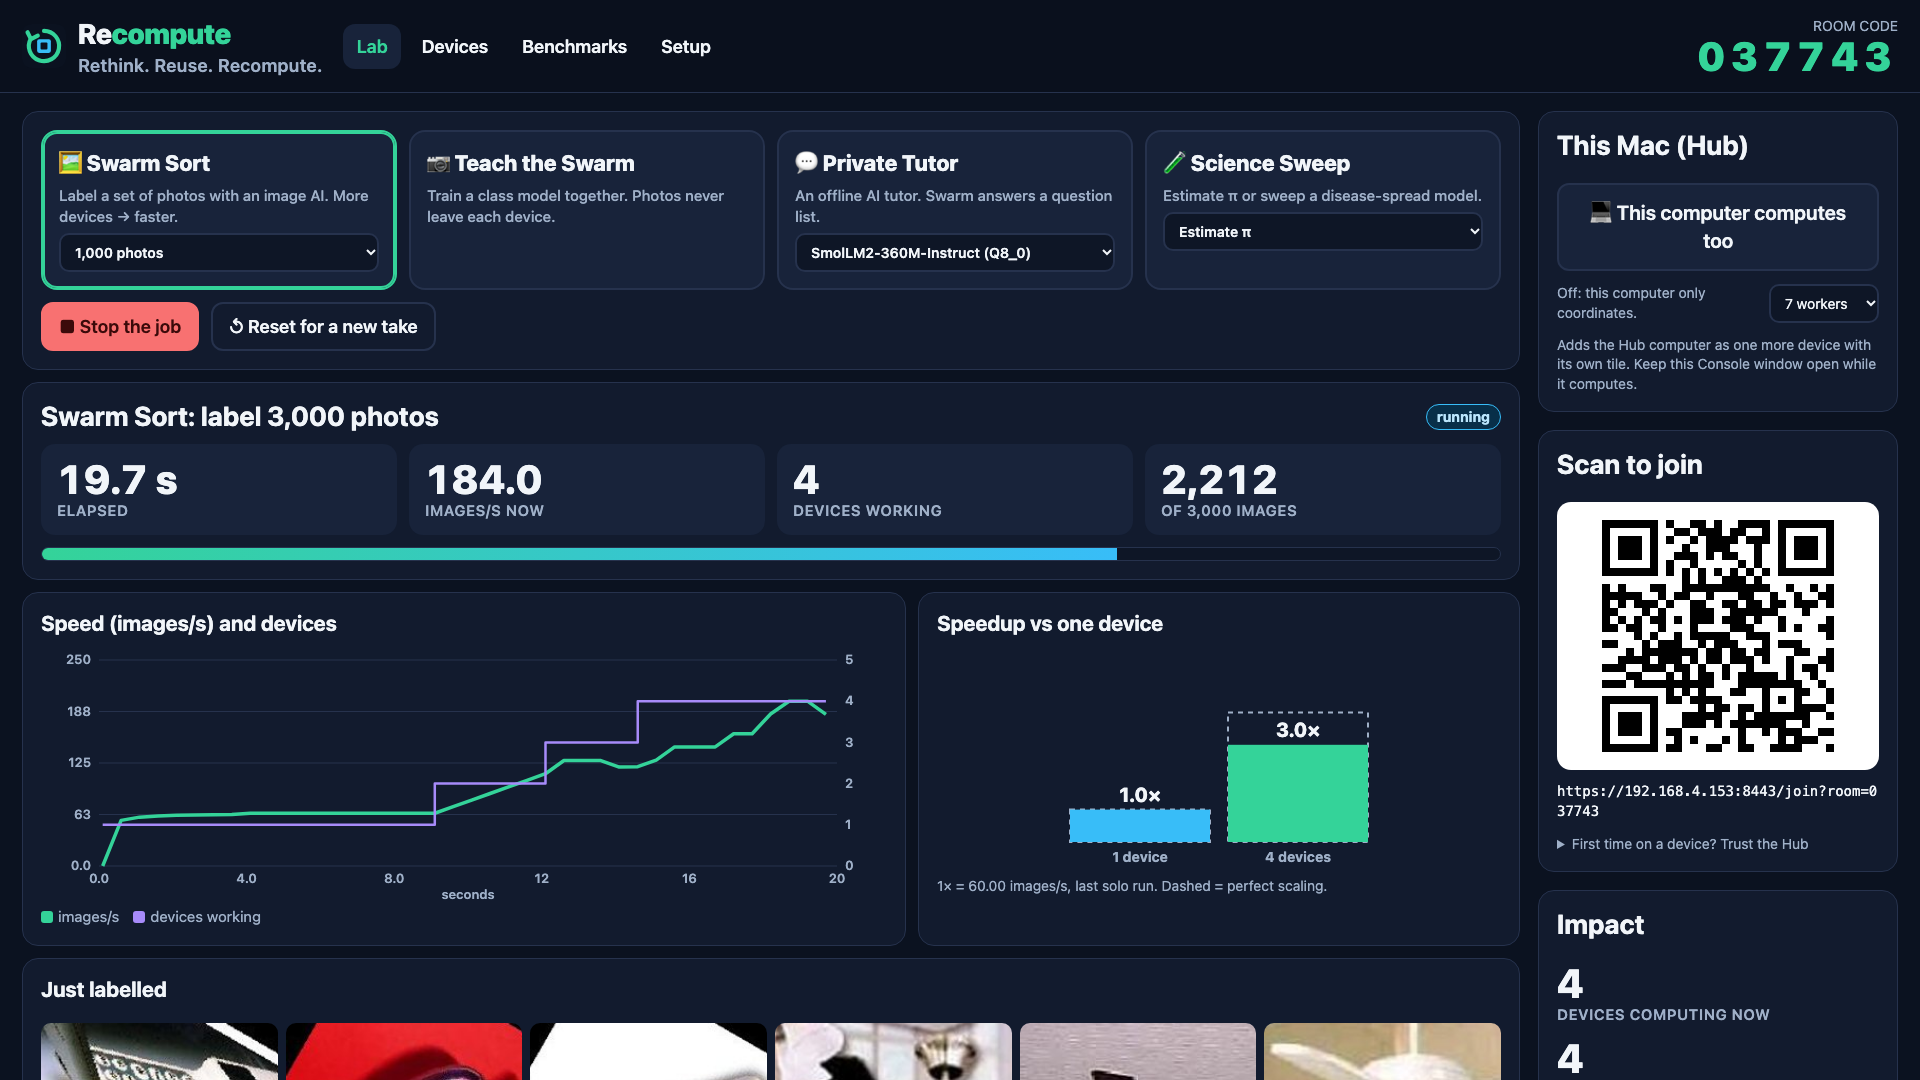 Recompute
Rethink. Reuse. Recompute.
Lab
Devices
Benchmarks
Setup
ROOM CODE
037743
Swarm Sort
Label a set of photos with an image AI. More
devices → faster.
1,000 photos
Teach the Swarm
Train a class model together. Photos never
leave each device.
Private Tutor
An offline AI tutor. Swarm answers a question
list.
SmolLM2-360M-Instruct (Q8_0)
Science Sweep
Estimate π or sweep a disease-spread model.
Estimate π
Stop the job
Reset for a new take
Swarm Sort: label 3,000 photos
running
19.7 s
ELAPSED
184.0
IMAGES/S NOW
4
DEVICES WORKING
2,212
OF 3,000 IMAGES
Speed (images/s) and devices
250
188
125
63
0.0
5
4
3
2
1
0
0.0
4.0
8.0
12
16
20
seconds
images/s
devices working
Speedup vs one device
1.0×
3.0×
1 device
4 devices
1× = 60.00 images/s, last solo run. Dashed = perfect scaling.
Just labelled
This Mac (Hub)
This computer computes
too
Off: this computer only
coordinates.
7 workers
Adds the Hub computer as one more device with
its own tile. Keep this Console window open while
it computes.
Scan to join
https://192.168.4.153:8443/join?room=0
37743
First time on a device? Trust the Hub
Impact
4
DEVICES COMPUTING NOW
4